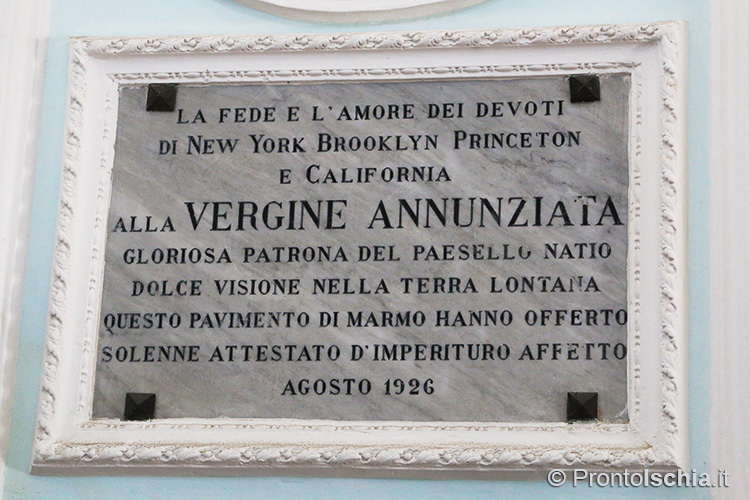 LA FEDE E L'AMORE DEI DEVOTI
DI NEW YORK BROOKLYN PRINCETON
E CALIFORNIA
ALLA VERGINE ANNUNZIATA
GLORIOSA PATRONA DEL PAESELLO NATIO
DOLCE VISIONE NELLA TERRA LONTANA
QUESTO PAVIMENTO DI MARMO HANNO OFFERTO
SOLENNE ATTESTATO D'IMPERITURO AFFETTO
AGOSTO 1926
© ProntoIschia.it